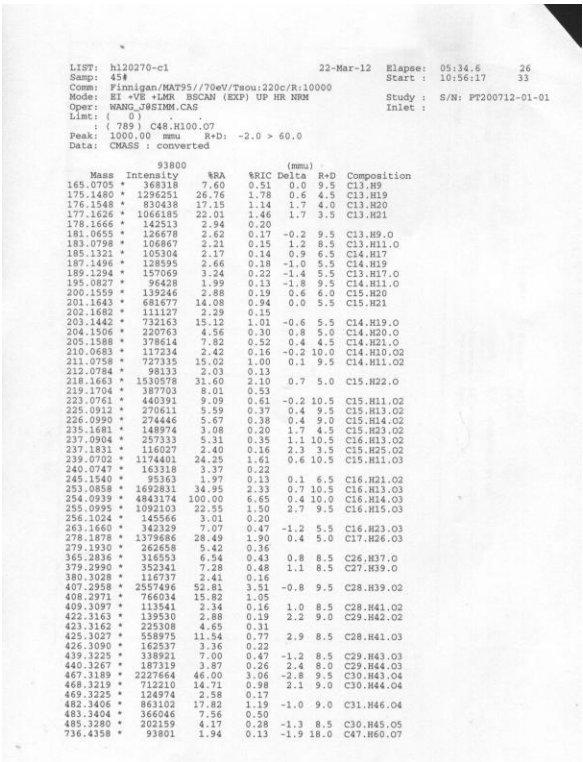 LIST: h120270-c1 22-Mar-12 Elapse: 05:34.6 26
Samp: 45# Start : 10:56:17 33
Comm: Finnigan/MAT95//70eV/Tsou:220c/R:10000
Mode: EI +VE +LMR BSCAN (EXP) UP HR NRM Study : S/N: PT200712-01-01
Oper: WANG_J@SIMM.CAS Inlet :
Limt: ( 0)
: ( 789) C48.H100.O7
Peak: 1000.00 mmu R+D: -2.0 > 60.0
Data: CMASS : converted
93800 (mmu)
Mass Intensity %RA %RIC Delta R+D Composition
165.0705 * 368318 7.60 0.51 0.0 9.5 C13.H9
175.1480 * 1296251 26.76 1.78 0.6 4.5 C13.H19
176.1548 * 830438 17.15 1.14 1.7 4.0 C13.H20
177.1626 * 1066185 22.01 1.46 1.7 3.5 C13.H21
178.1666 * 142513 2.94 0.20
181.0655 * 126678 2.62 0.17 -0.2 9.5 C13.H9.O
183.0798 * 106867 2.21 0.15 1.2 8.5 C13.H11.O
185.1321 * 105304 2.17 0.14 0.9 6.5 C14.H17
187.1496 * 128595 2.66 0.18 -1.0 5.5 C14.H19
189.1294 * 157069 3.24 0.22 -1.4 5.5 C13.H17.O
195.0827 * 96428 1.99 0.13 -1.8 9.5 C14.H11.O
200.1559 * 139246 2.88 0.19 0.6 6.0 C15.H20
201.1643 * 681677 14.08 0.94 0.0 5.5 C15.H21
202.1682 * 111127 2.29 0.15
203.1442 * 732163 15.12 1.01 -0.6 5.5 C14.H19.O
204.1506 * 220763 4.56 0.30 0.8 5.0 C14.H20.O
205.1588 * 378614 7.82 0.52 0.4 4.5 C14.H21.O
210.0683 * 117234 2.42 0.16 -0.2 10.0 C14.H10.O2
211.0758 * 727335 15.02 1.00 0.1 9.5 C14.H11.O2
212.0784 * 98133 2.03 0.13
218.1663 * 1530578 31.60 2.10 0.7 5.0 C15.H22.O
219.1704 * 387703 8.01 0.53
223.0761 * 440391 9.09 0.61 -0.2 10.5 C15.H11.O2
225.0912 * 270611 5.59 0.37 0.4 9.5 C15.H13.O2
226.0990 * 274446 5.67 0.38 0.4 9.0 C15.H14.O2
235.1681 * 148974 3.08 0.20 1.7 4.5 C15.H23.O2
237.0904 * 257333 5.31 0.35 1.1 10.5 C16.H13.O2
237.1831 * 116027 2.40 0.16 2.3 3.5 C15.H25.O2
239.0702 * 1174401 24.25 1.61 0.6 10.5 C15.H11.O3
240.0747 * 163318 3.37 0.22
245.1540 * 95363 1.97 0.13 0.1 6.5 C16.H21.O2
253.0858 * 1692831 34.95 2.33 0.7 10.5 C16.H13.O3
254.0939 * 4843174 100.00 6.65 0.4 10.0 C16.H14.O3
255.0995 * 1092103 22.55 1.50 2.7 9.5 C16.H15.O3
256.1024 * 145566 3.01 0.20
263.1660 * 342329 7.07 0.47 -1.2 5.5 C16.H23.O3
278.1878 * 1379686 28.49 1.90 0.4 5.0 C17.H26.O3
279.1930 * 262658 5.42 0.36
365.2836 * 316553 6.54 0.43 0.8 8.5 C26.H37.O
379.2990 * 352341 7.28 0.48 1.1 8.5 C27.H39.O
380.3028 * 116737 2.41 0.16
407.2958 * 2557496 52.81 3.51 -0.8 9.5 C28.H39.O2
408.2971 * 766034 15.82 1.05
409.3097 * 113541 2.34 0.16 1.0 8.5 C28.H41.O2
422.3163 * 139530 2.88 0.19 2.2 9.0 C29.H42.O2
423.3162 * 225308 4.65 0.31
425.3027 * 558975 11.54 0.77 2.9 8.5 C28.H41.O3
426.3090 * 162537 3.36 0.22
439.3225 * 338921 7.00 0.47 -1.2 8.5 C29.H43.O3
440.3267 * 187319 3.87 0.26 2.4 8.0 C29.H44.O3
467.3189 * 2227664 46.00 3.06 -2.8 9.5 C30.H43.O4
468.3219 * 712210 14.71 0.98 2.1 9.0 C30.H44.O4
469.3225 * 124974 2.58 0.17
482.3406 * 863102 17.82 1.19 -1.0 9.0 C31.H46.O4
483.3404 * 366046 7.56 0.50
485.3280 * 202159 4.17 0.28 -1.3 8.5 C30.H45.O5
736.4358 * 93801 1.94 0.13 -1.9 18.0 C47.H60.O7